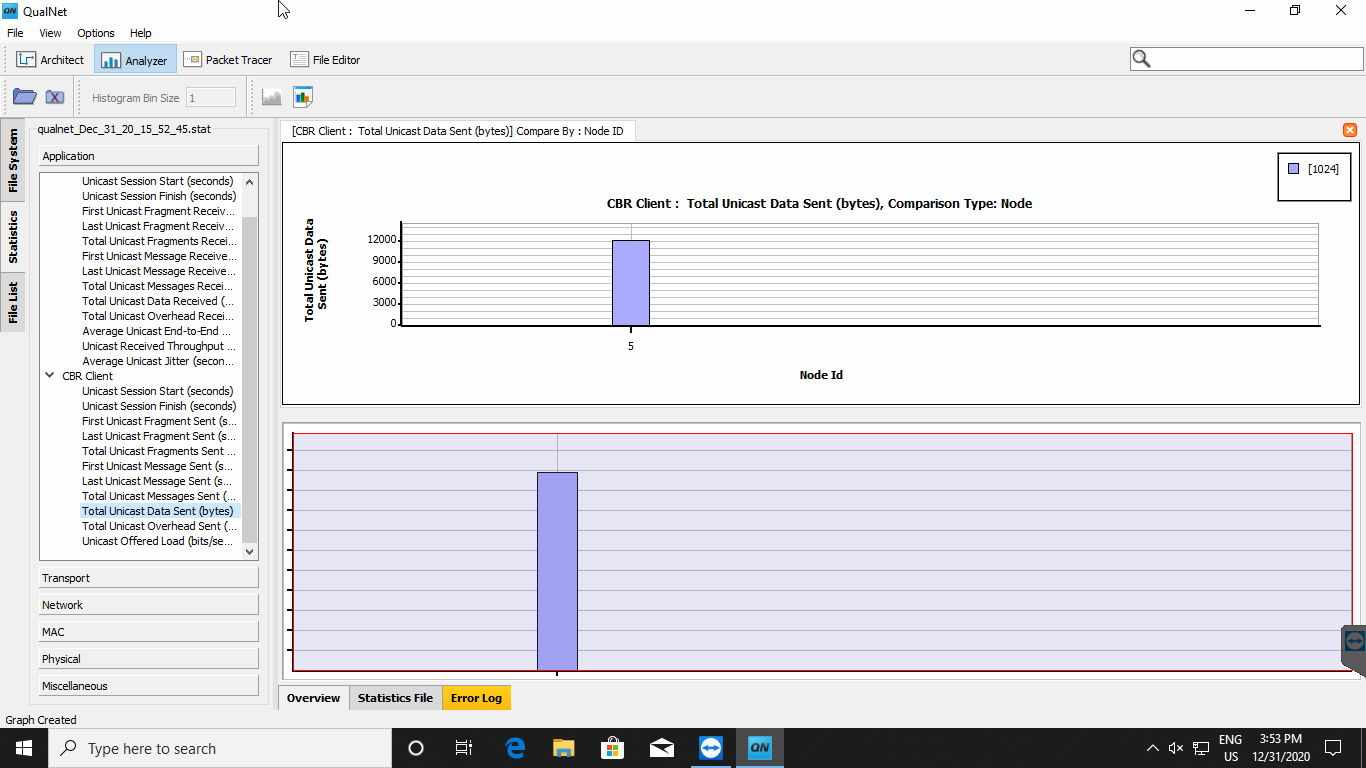 QN QualNet
File View Options Help
Architect Analyzer Packet Tracer File Editor
Histogram Bin Size 1
File System
Statistics
File List
qualnet_Dec_31_20_15_52_45.stat
Application
Unicast Session Start (seconds)
Unicast Session Finish (seconds)
First Unicast Fragment Receiv...
Last Unicast Fragment Receiv...
Total Unicast Fragments Recei...
First Unicast Message Receive...
Last Unicast Message Receive...
Total Unicast Messages Recei...
Total Unicast Data Received (...
Total Unicast Overhead Recei...
Average Unicast End-to-End ...
Unicast Received Throughput ...
Average Unicast Jitter (secon...
CBR Client
Unicast Session Start (seconds)
Unicast Session Finish (seconds)
First Unicast Fragment Sent (s...
Last Unicast Fragment Sent (s...
Total Unicast Fragments Sent ...
First Unicast Message Sent (s...
Last Unicast Message Sent (s...
Total Unicast Messages Sent (...
Total Unicast Data Sent (bytes)
Total Unicast Overhead Sent (...
Unicast Offered Load (bits/se...
Transport
Network
MAC
Physical
Miscellaneous
[CBR Client : Total Unicast Data Sent (bytes)] Compare By : Node ID
[1024]
CBR Client : Total Unicast Data Sent (bytes), Comparison Type: Node
Total Unicast Data
Sent (bytes)
12000
9000
6000
3000
0
5
Node Id
Overview Statistics File Error Log
Graph Created
Type here to search
QN
ENG
US
3:53 PM
12/31/2020